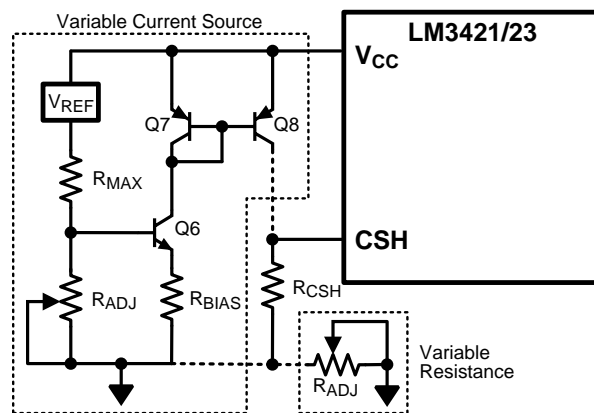 Variable Current Source
LM3421/23
VCC
VREF
Q7
Q8
RMAX
Q6
CSH
RADJ
RBIAS
RCSH
Variable
Resistance
RADJ